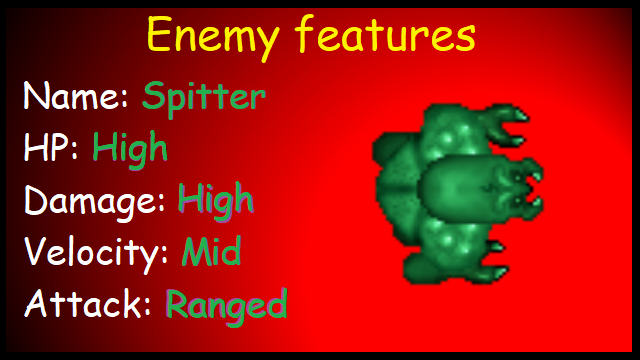 Enemy features
Name: Spitter
HP: High
Damage: High
Velocity: Mid
Attack: Ranged